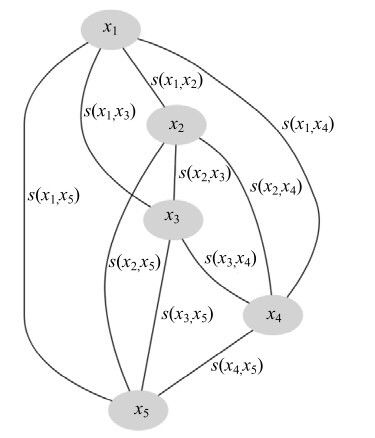 x1
s(x1,x2)
s(x1,x3)
s(x1,x4)
x2
s(x2,x3)
s(x2,x4)
s(x1,x5)
x3
s(x2,x5)
s(x3,x4)
s(x3,x5)
x4
s(x4,x5)
x5